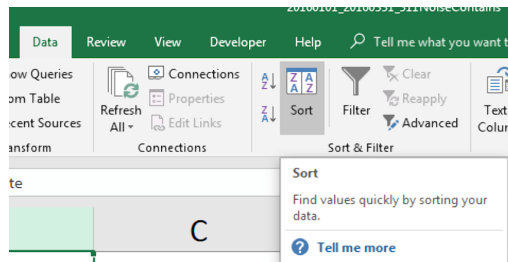 20100101_20100331_311NoiseContains
Data Review View Developer Help Tell me what you want t
ow Queries
om Table
ecent Sources
ansform
Refresh
All
Connections
Properties
Edit Links
Connections
A
Z
Z
A
Z A
A Z
Sort
Filter
Clear
Reapply
Advanced
Sort & Filter
Text
Colur
te
C
Sort
Find values quickly by sorting your
data.
? Tell me more